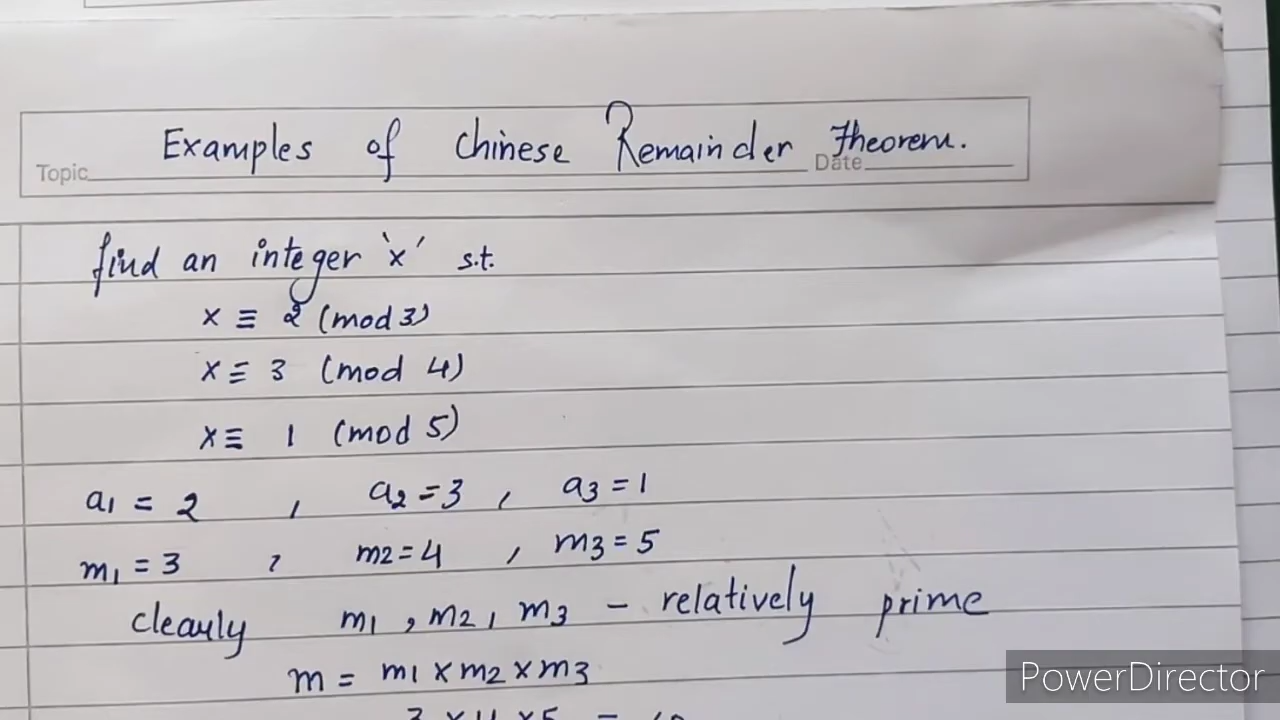 Examples of Chinese Remainder Theorem.
Topic Date
find an integer 'x' s.t.
x ≡ 2 (mod 3)
x ≡ 3 (mod 4)
x ≡ 1 (mod 5)
a1 = 2 , a2 = 3 , a3 = 1
m1 = 3 , m2 = 4 , m3 = 5
clearly m1 , m2 , m3 - relatively prime
m = m1 x m2 x m3
PowerDirector